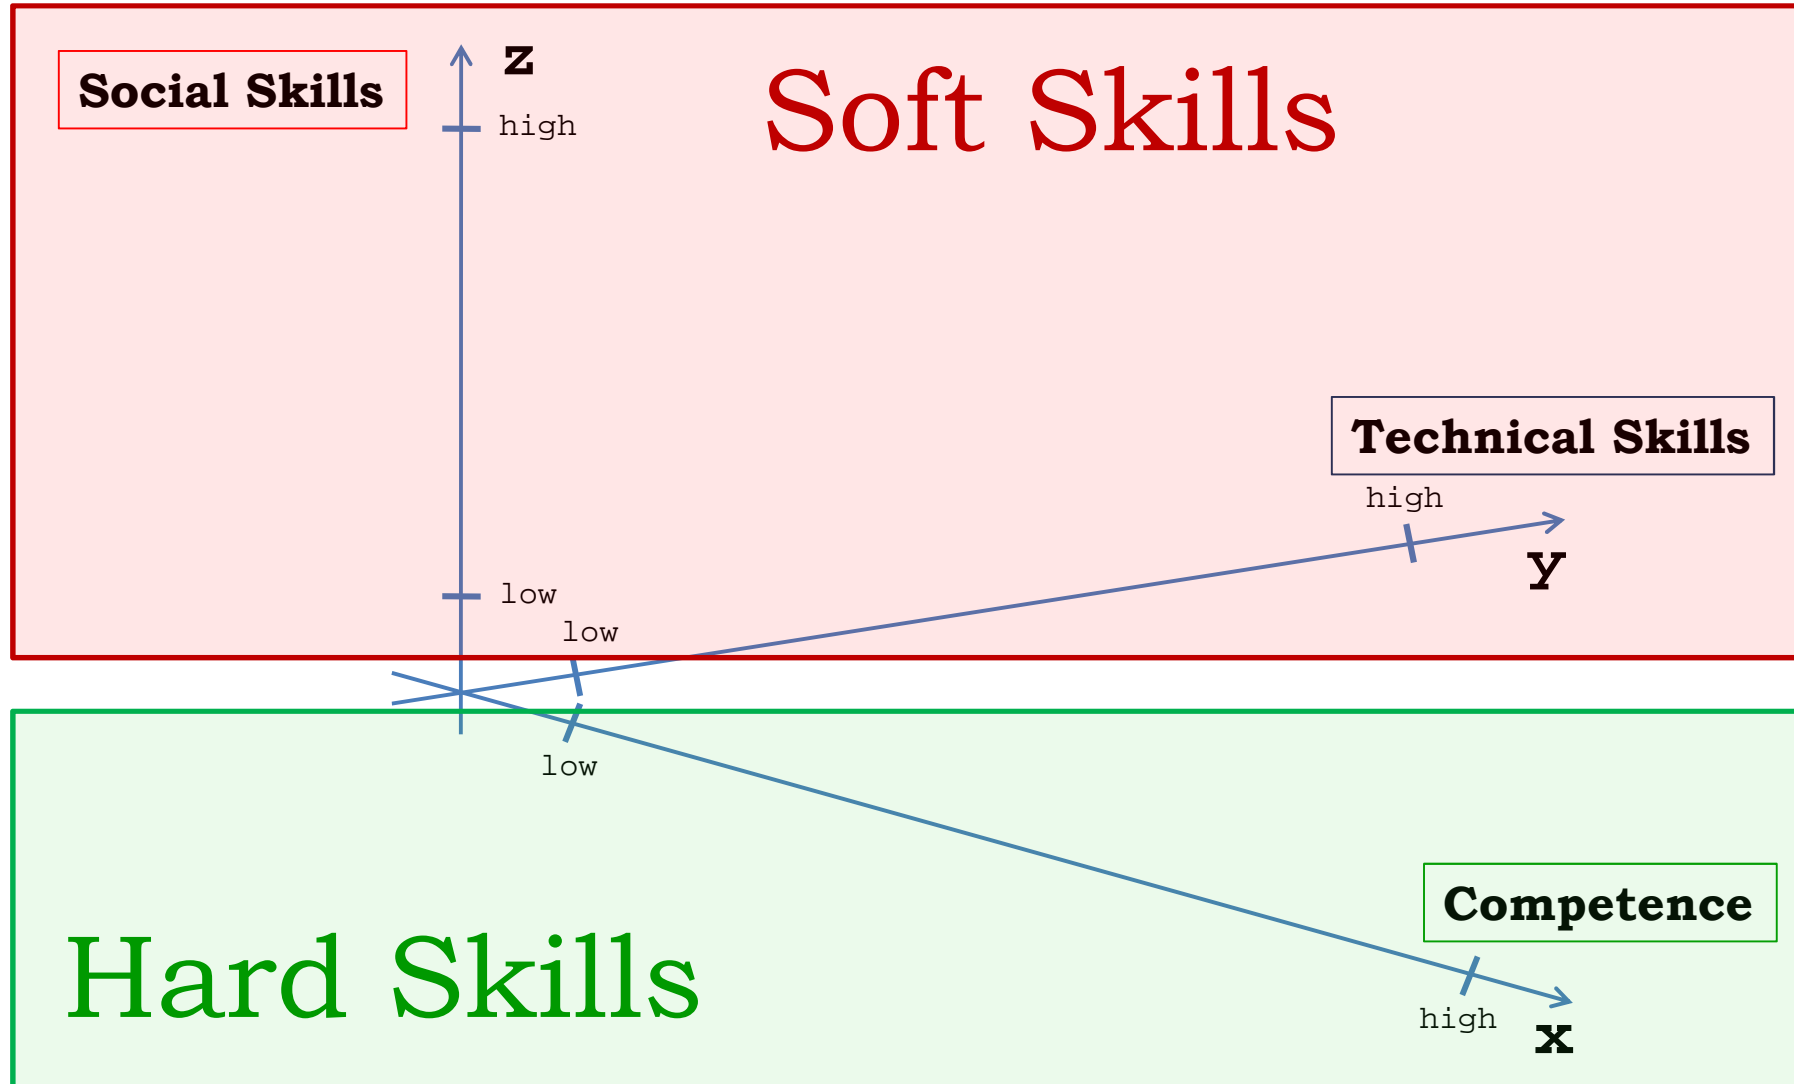 z
Social Skills
Soft Skills
high
Technical Skills
high
y
low
low
low
Competence
Hard Skills
high
x